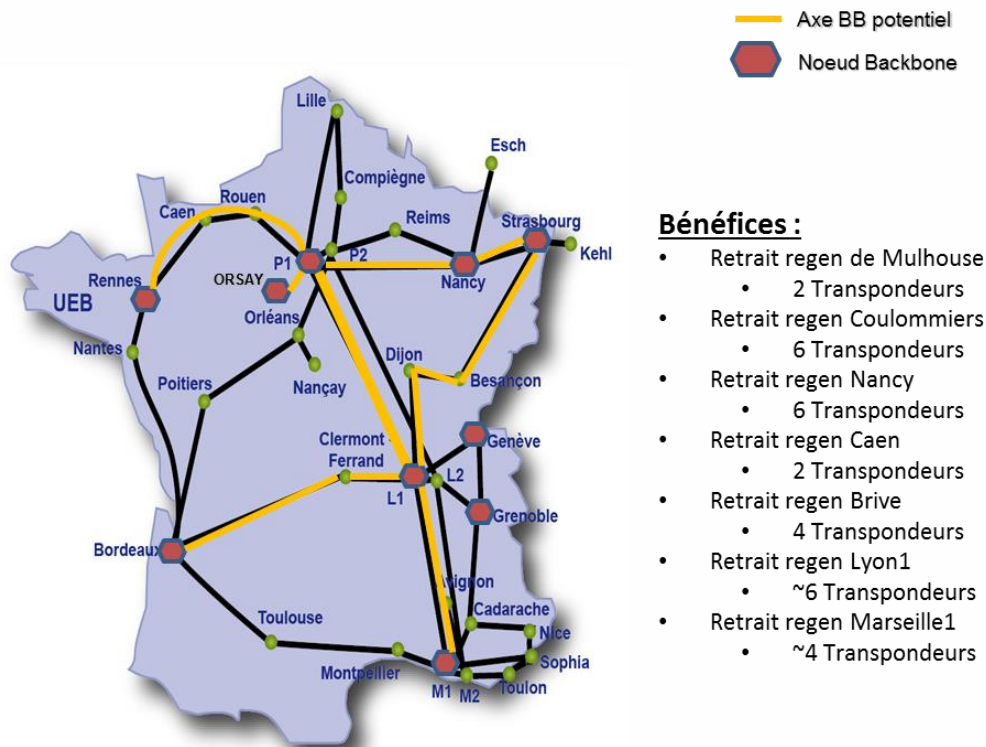 Axe BB potentiel
Noeud Backbone
Lille
Esch
Compiègne
Rouen
Reims
Strasbourg
Caen
P2
Kehl
Rennes
P1
Nancy
ORSAY
UEB
Orléans
Nantes
Dijon
Nançay
Besançon
Poitiers
Clermont
Ferrand
Genève
L1
L2
Grenoble
Bordeaux
Avignon
Cadarache
Toulouse
Nice
Sophia
Montpellier
M1
M2
Toulon
Bénéfices :
• Retrait regen de Mulhouse
• 2 Transpondeurs
• Retrait regen Coulommiers
• 6 Transpondeurs
• Retrait regen Nancy
• 6 Transpondeurs
• Retrait regen Caen
• 2 Transpondeurs
• Retrait regen Brive
• 4 Transpondeurs
• Retrait regen Lyon1
• ~6 Transpondeurs
• Retrait regen Marseille1
• ~4 Transpondeurs